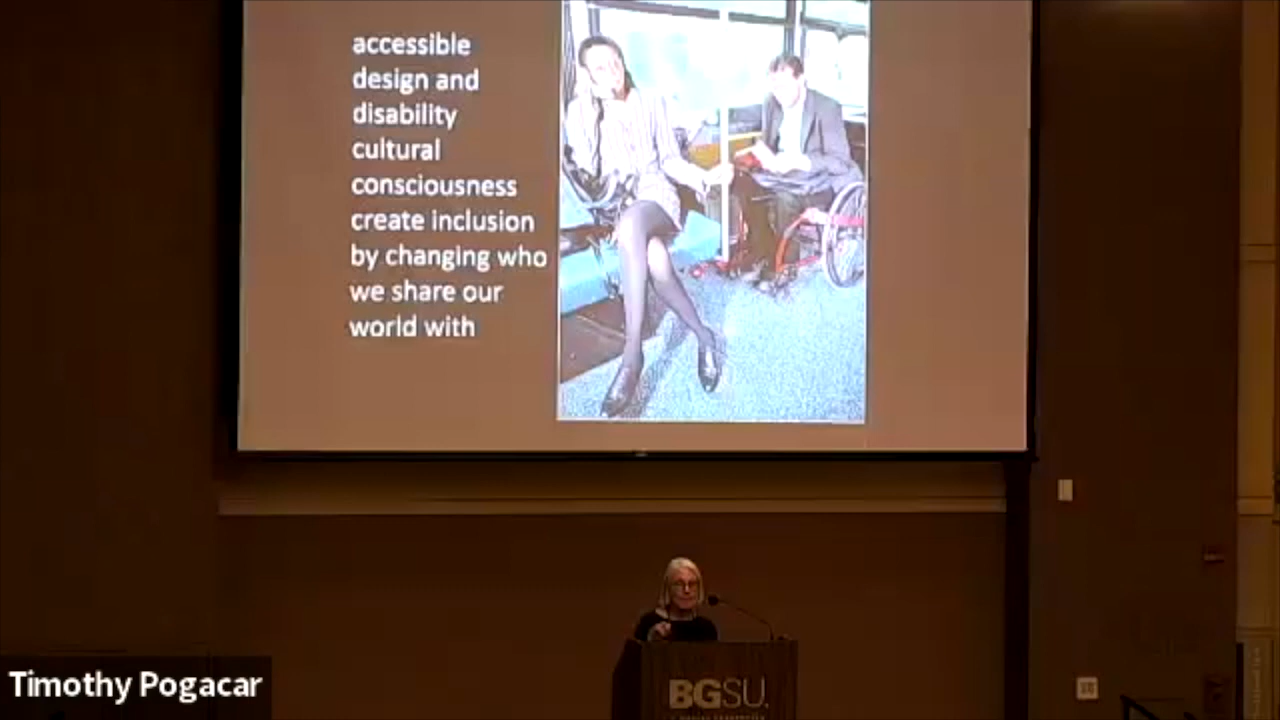 accessible
design and
disability
cultural
consciousness
create inclusion
by changing who
we share our
world with
BGSU.
Timothy Pogacar